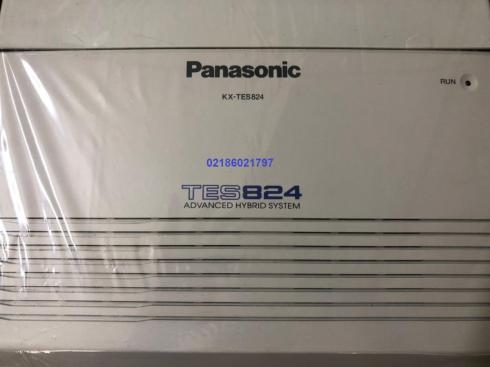 Panasonic
RUN
KX-TES824
02186021797
TES824
ADVANCED HYBRID SYSTEM